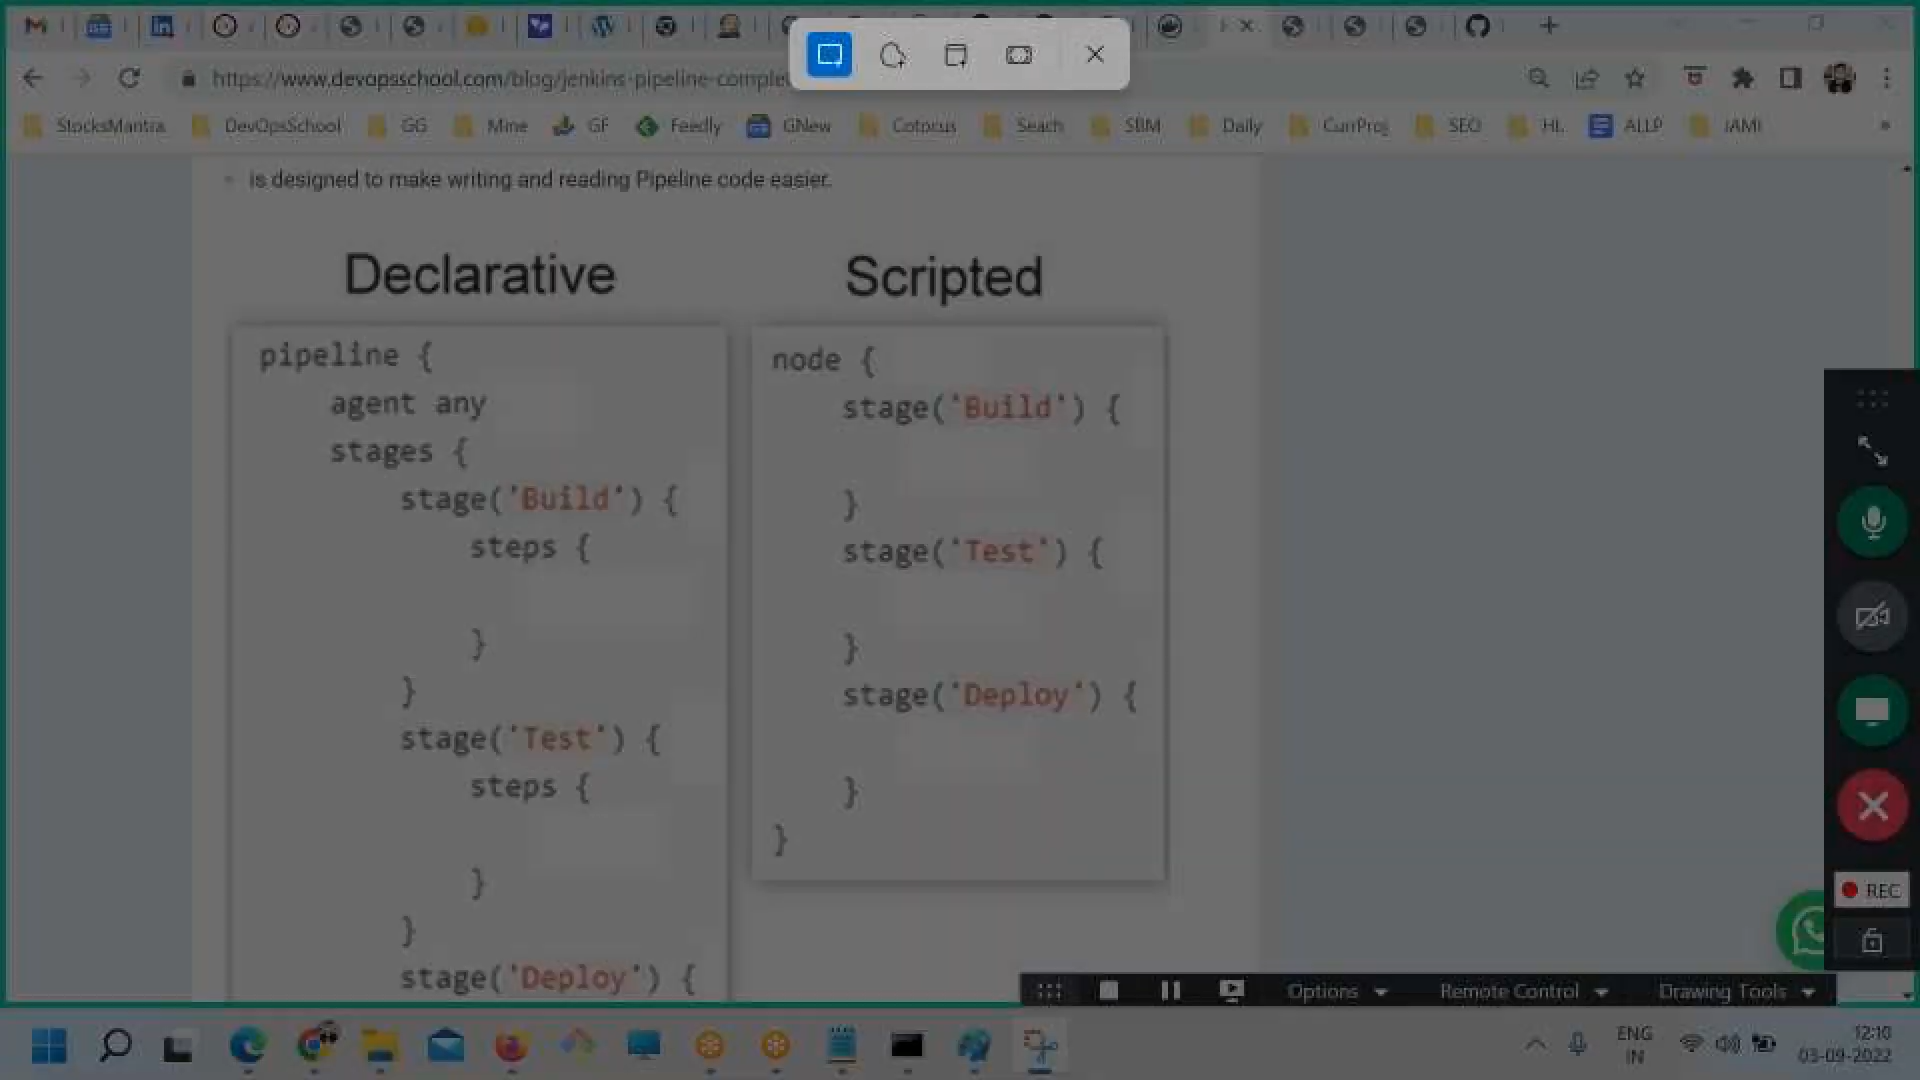 https://www.devopsschool.com/blog/jenkins-pipeline-comple
StocksMantra DevOpsSchool GG Mine GF Feedly GNew Cotocus Seach SBM Daily CurrProj SEO HL ALLP IAMI »
is designed to make writing and reading Pipeline code easier.
Declarative
pipeline {
agent any
stages {
stage('Build') {
steps {
}
}
stage('Test') {
steps {
}
}
stage('Deploy') {
Scripted
node {
stage('Build') {
}
stage('Test') {
}
stage('Deploy') {
}
}
REC
Options Remote Control Drawing Tools
ENG
IN
12:10
03-09-2022